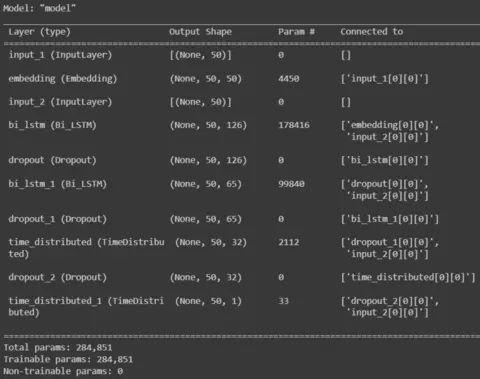 Model: "model"
Layer (type) Output Shape Param # Connected to
input_1 (InputLayer) [(None, 50)] 0 []
embedding (Embedding) (None, 50, 50) 4450 ['input_1[0][0]']
input_2 (InputLayer) [(None, 50)] 0 []
bi_lstm (Bi_LSTM) (None, 50, 126) 178416 ['embedding[0][0]',
'input_2[0][0]']
dropout (Dropout) (None, 50, 126) 0 ['bi_lstm[0][0]']
bi_lstm_1 (Bi_LSTM) (None, 50, 65) 99840 ['dropout[0][0]',
'input_2[0][0]']
dropout_1 (Dropout) (None, 50, 65) 0 ['bi_lstm_1[0][0]']
time_distributed (TimeDistribu (None, 50, 32) 2112 ['dropout_1[0][0]',
ted) 'input_2[0][0]']
dropout_2 (Dropout) (None, 50, 32) 0 ['time_distributed[0][0]']
time_distributed_1 (TimeDistri (None, 50, 1) 33 ['dropout_2[0][0]',
buted) 'input_2[0][0]']
Total params: 284,851
Trainable params: 284,851
Non-trainable params: 0